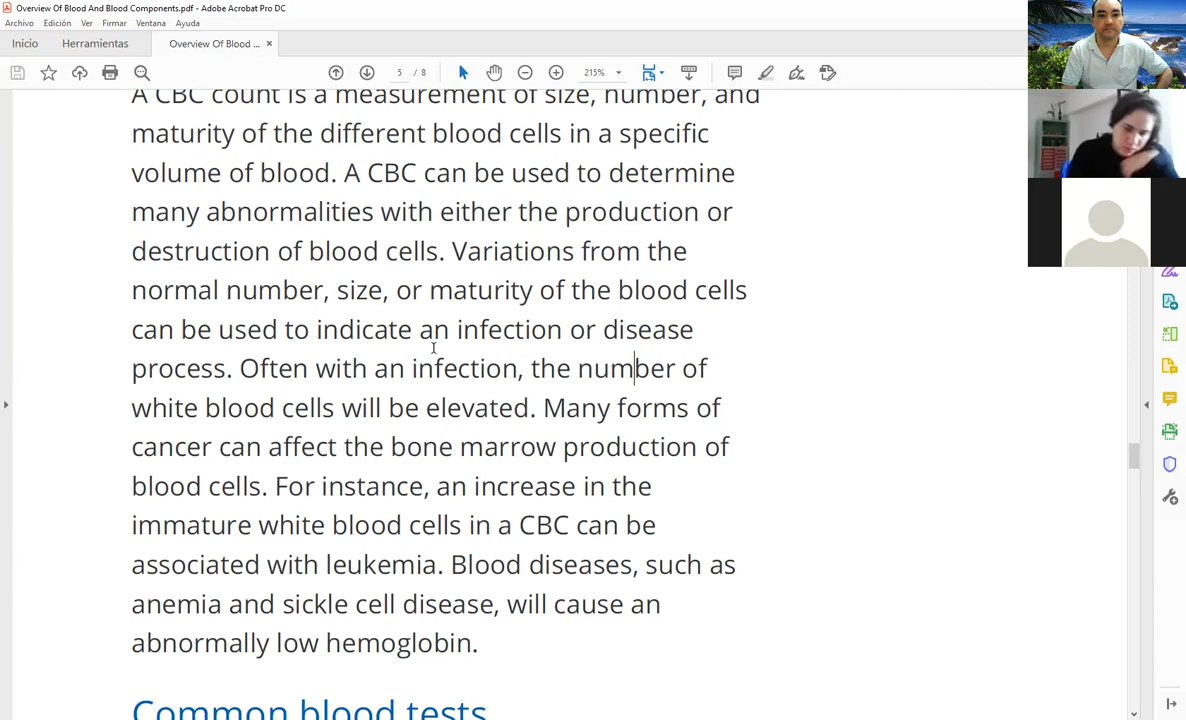 Overview Of Blood And Blood Components.pdf - Adobe Acrobat Pro DC
Archivo Edición Ver Firmar Ventana Ayuda
Inicio Herramientas Overview Of Blood ... ×
5 / 8 215%
A CBC count is a measurement of size, number, and
maturity of the different blood cells in a specific
volume of blood. A CBC can be used to determine
many abnormalities with either the production or
destruction of blood cells. Variations from the
normal number, size, or maturity of the blood cells
can be used to indicate an infection or disease
process. Often with an infection, the number of
white blood cells will be elevated. Many forms of
cancer can affect the bone marrow production of
blood cells. For instance, an increase in the
immature white blood cells in a CBC can be
associated with leukemia. Blood diseases, such as
anemia and sickle cell disease, will cause an
abnormally low hemoglobin.
Common blood tests